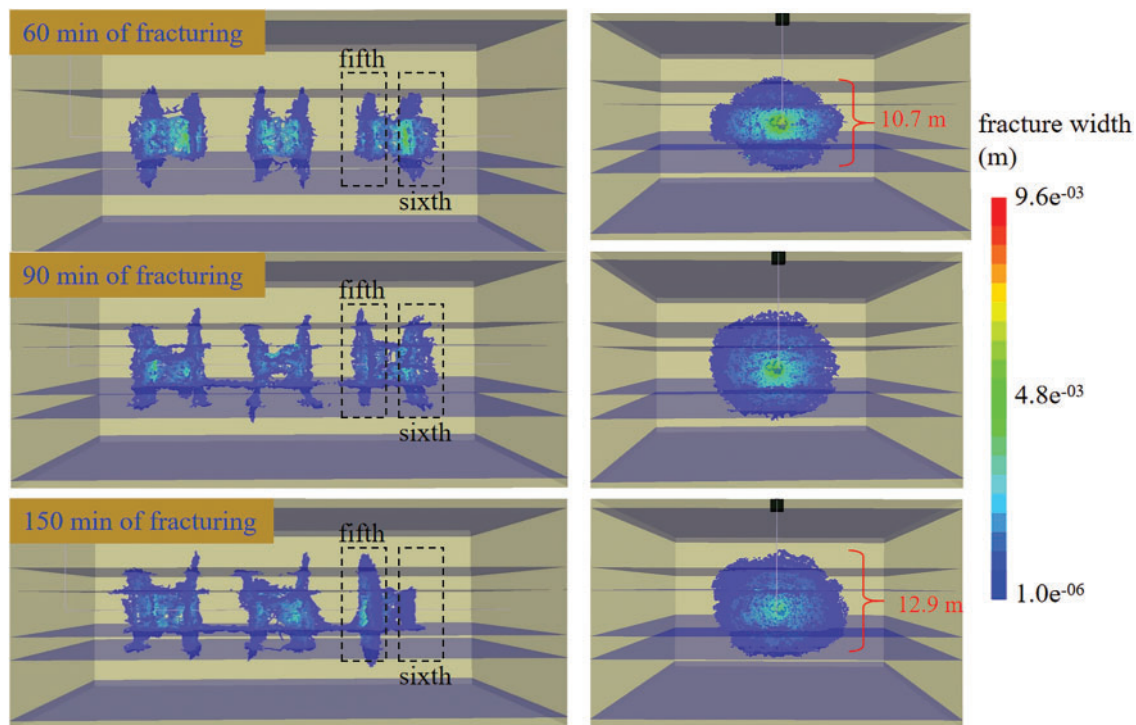 60 min of fracturing
fifth
sixth
10.7 m
fracture width
(m)
9.6e-03
4.8e-03
1.0e-06
90 min of fracturing
fifth
sixth
150 min of fracturing
fifth
sixth
12.9 m